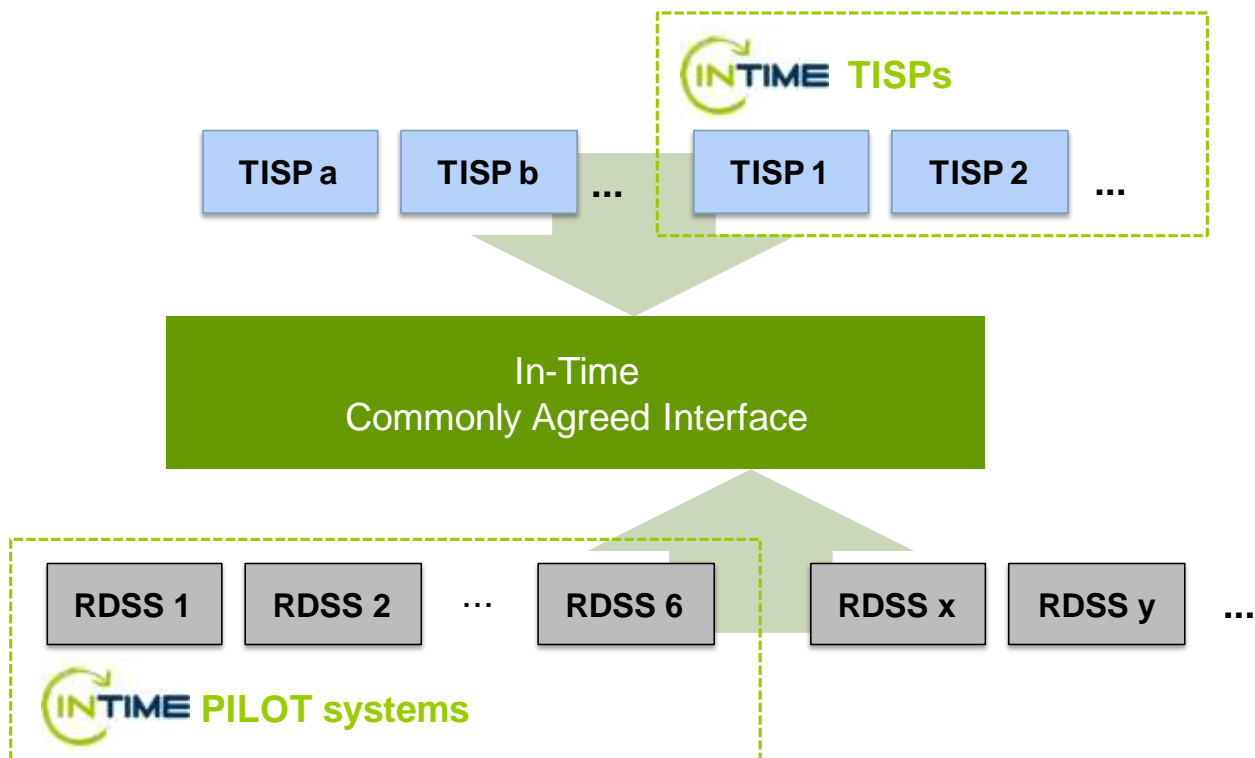 INTIME TISPs
TISP a TISP b ... TISP 1 TISP 2 ...
In-Time
Commonly Agreed Interface
RDSS 1 RDSS 2 ... RDSS 6 RDSS x RDSS y ...
INTIME PILOT systems